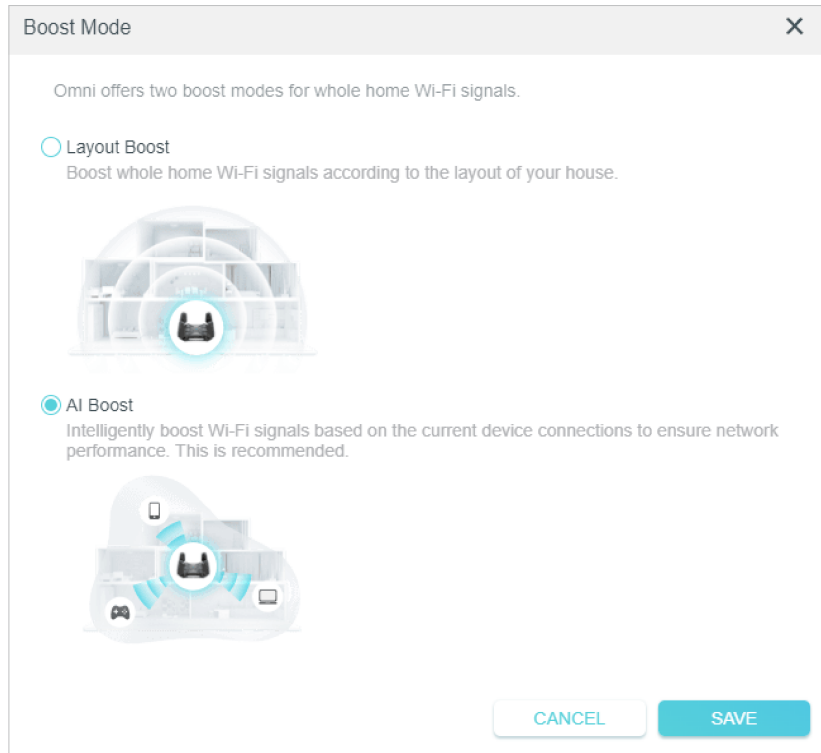 Boost Mode
Omni offers two boost modes for whole home Wi-Fi signals.
Layout Boost
Boost whole home Wi-Fi signals according to the layout of your house.
AI Boost
Intelligently boost Wi-Fi signals based on the current device connections to ensure network
performance. This is recommended.
CANCEL
SAVE